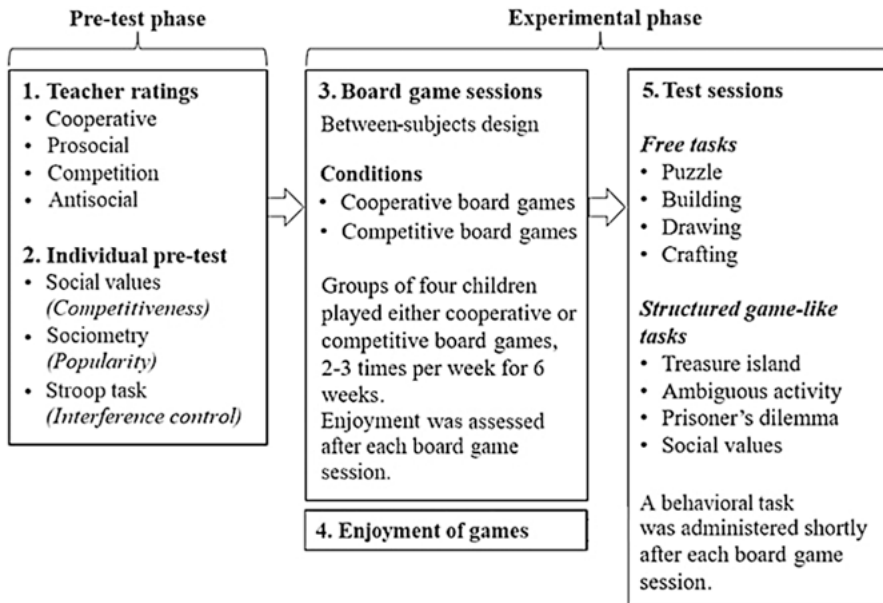 Pre-test phase
Experimental phase
1. Teacher ratings
• Cooperative
• Prosocial
• Competition
• Antisocial
2. Individual pre-test
• Social values
(Competitiveness)
• Sociometry
(Popularity)
• Stroop task
(Interference control)
3. Board game sessions
Between-subjects design
Conditions
• Cooperative board games
• Competitive board games
Groups of four children
played either cooperative or
competitive board games,
2-3 times per week for 6
weeks.
Enjoyment was assessed
after each board game
session.
4. Enjoyment of games
5. Test sessions
Free tasks
• Puzzle
• Building
• Drawing
• Crafting
Structured game-like
tasks
• Treasure island
• Ambiguous activity
• Prisoner's dilemma
• Social values
A behavioral task
was administered shortly
after each board game
session.